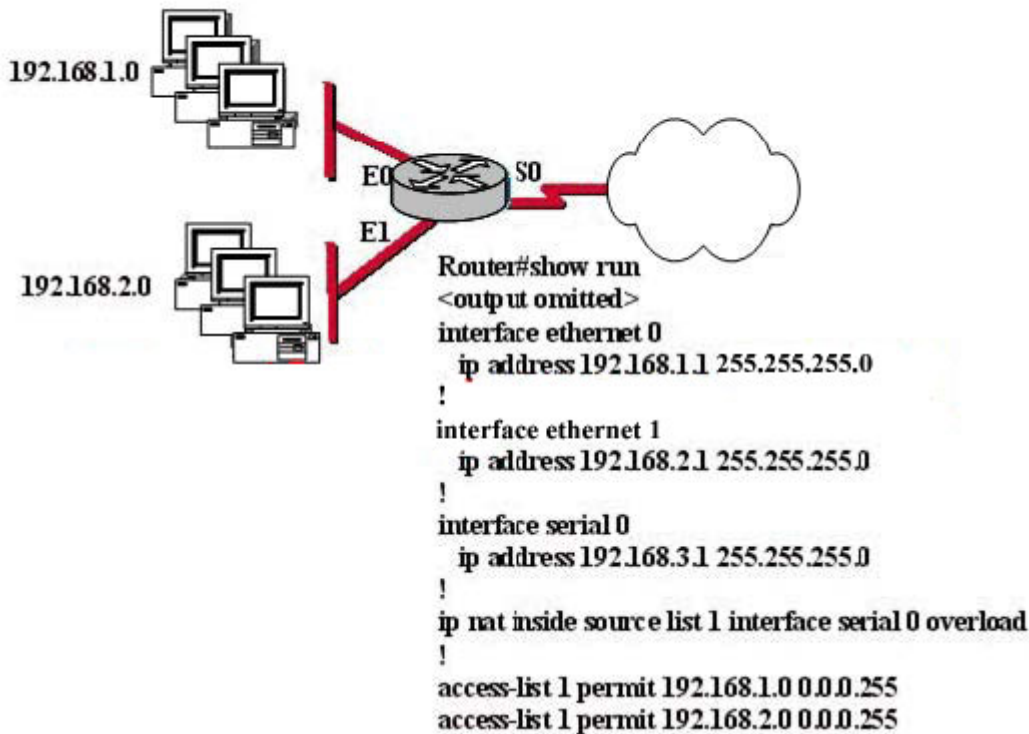 192.168.1.0
E0
S0
E1
192.168.2.0
Router#show run
<output omitted>
interface ethernet 0
ip address 192.168.1.1 255.255.255.0
!
interface ethernet 1
ip address 192.168.2.1 255.255.255.0
!
interface serial 0
ip address 192.168.3.1 255.255.255.0
!
ip nat inside source list 1 interface serial 0 overload
!
access-list 1 permit 192.168.1.0 0.0.0.255
access-list 1 permit 192.168.2.0 0.0.0.255